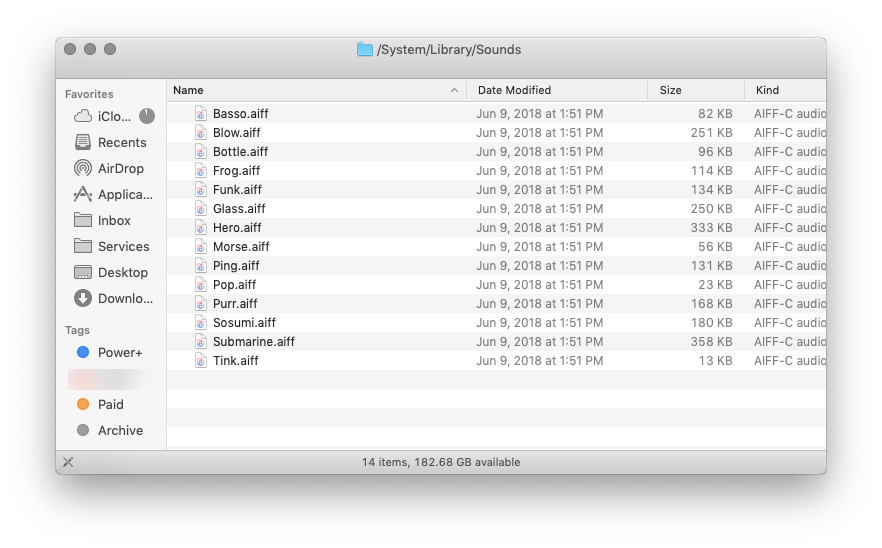 /System/Library/Sounds
Favorites
iClo...
Recents
AirDrop
Applica...
Inbox
Services
Desktop
Downlo...
Tags
Power+
Paid
Archive
Name Date Modified Size Kind
Basso.aiff Jun 9, 2018 at 1:51 PM 82 KB AIFF-C audio
Blow.aiff Jun 9, 2018 at 1:51 PM 251 KB AIFF-C audio
Bottle.aiff Jun 9, 2018 at 1:51 PM 96 KB AIFF-C audio
Frog.aiff Jun 9, 2018 at 1:51 PM 114 KB AIFF-C audio
Funk.aiff Jun 9, 2018 at 1:51 PM 134 KB AIFF-C audio
Glass.aiff Jun 9, 2018 at 1:51 PM 250 KB AIFF-C audio
Hero.aiff Jun 9, 2018 at 1:51 PM 333 KB AIFF-C audio
Morse.aiff Jun 9, 2018 at 1:51 PM 56 KB AIFF-C audio
Ping.aiff Jun 9, 2018 at 1:51 PM 131 KB AIFF-C audio
Pop.aiff Jun 9, 2018 at 1:51 PM 23 KB AIFF-C audio
Purr.aiff Jun 9, 2018 at 1:51 PM 168 KB AIFF-C audio
Sosumi.aiff Jun 9, 2018 at 1:51 PM 180 KB AIFF-C audio
Submarine.aiff Jun 9, 2018 at 1:51 PM 358 KB AIFF-C audio
Tink.aiff Jun 9, 2018 at 1:51 PM 13 KB AIFF-C audio
14 items, 182.68 GB available